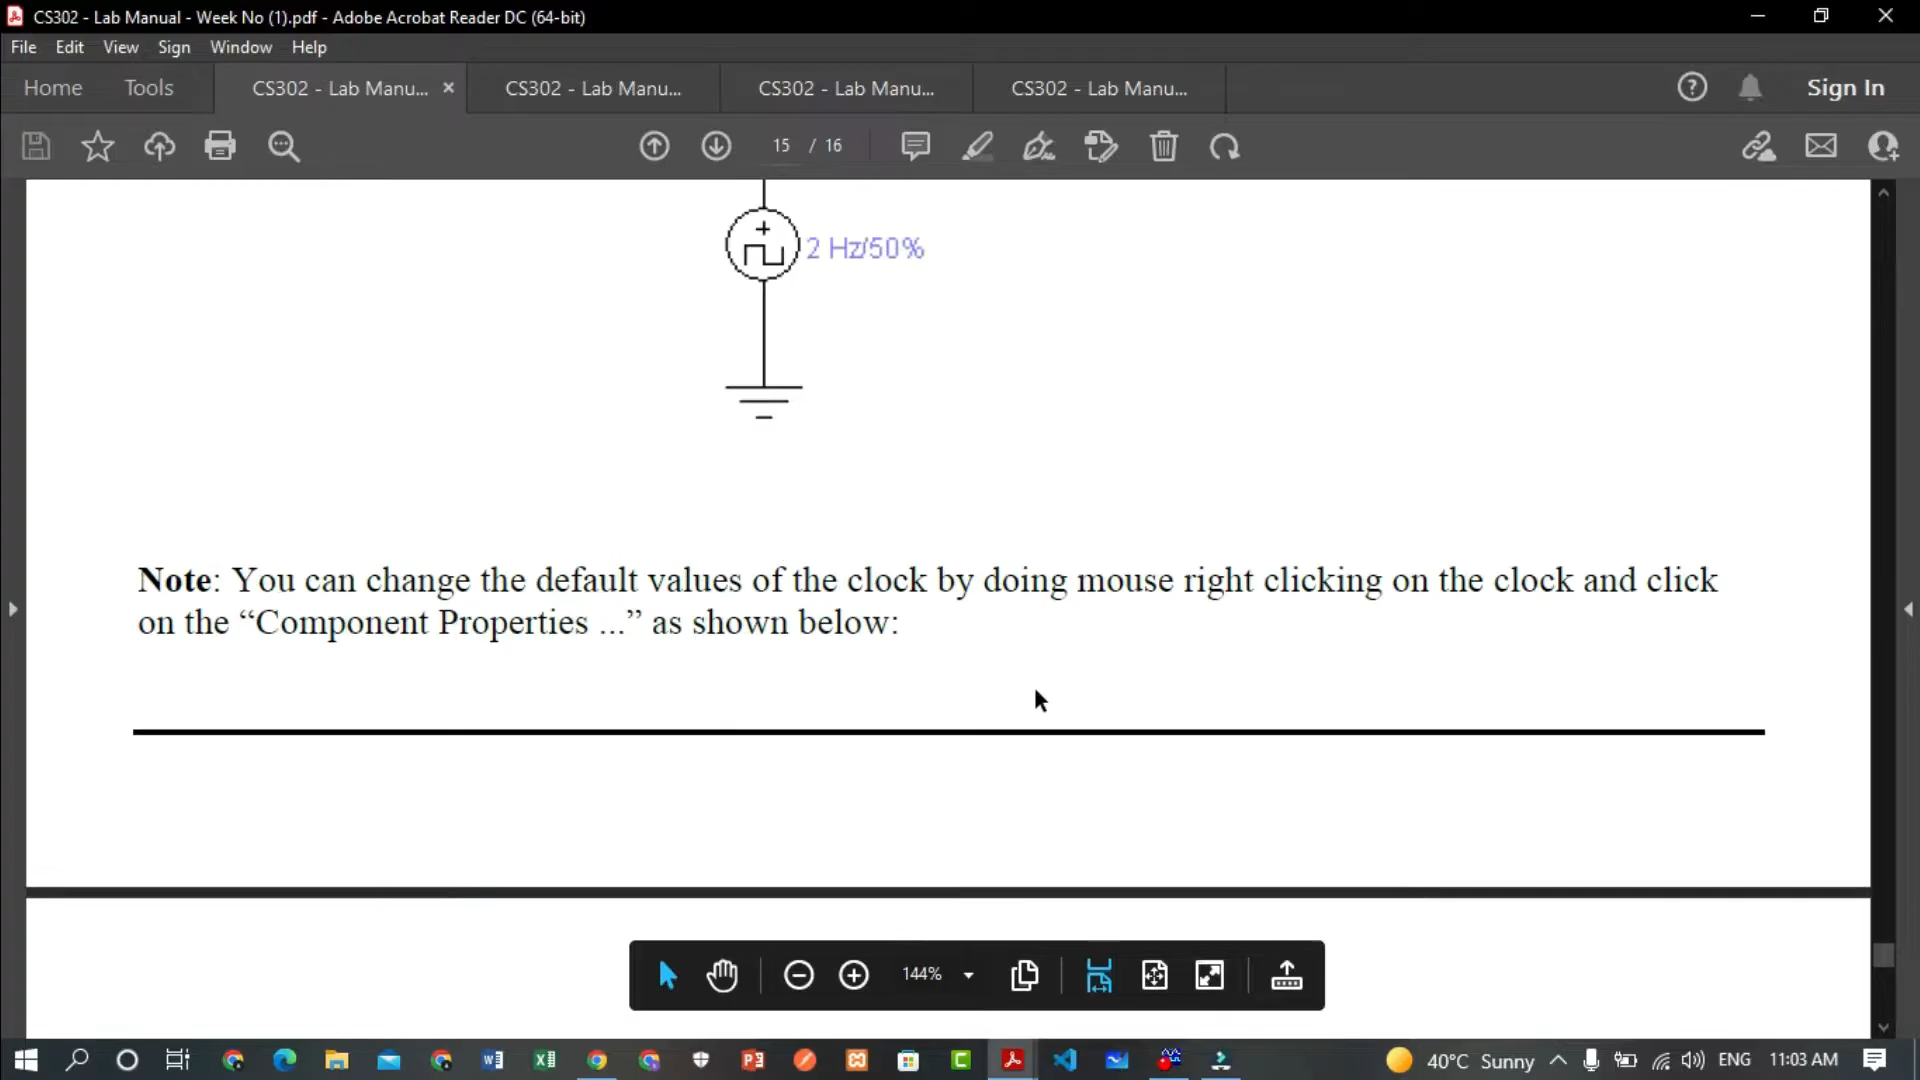 CS302 - Lab Manual - Week No (1).pdf - Adobe Acrobat Reader DC (64-bit)
File Edit View Sign Window Help
Home Tools CS302 - Lab Manu... × CS302 - Lab Manu... CS302 - Lab Manu... CS302 - Lab Manu... Sign In
15 / 16
2 Hz/50%
Note: You can change the default values of the clock by doing mouse right clicking on the clock and click
on the “Component Properties ...” as shown below:
144%
40°C Sunny ENG 11:03 AM